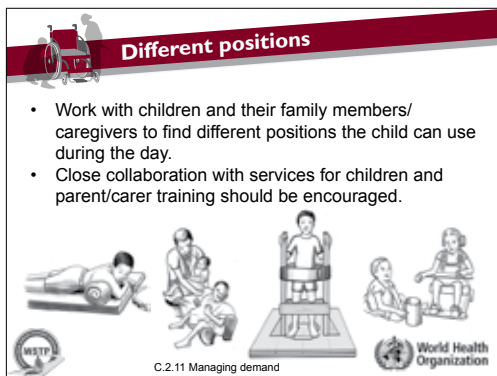 Different positions
• Work with children and their family members/
caregivers to find different positions the child can use
during the day.
• Close collaboration with services for children and
parent/carer training should be encouraged.
WSTP
C.2.11 Managing demand
World Health
Organization